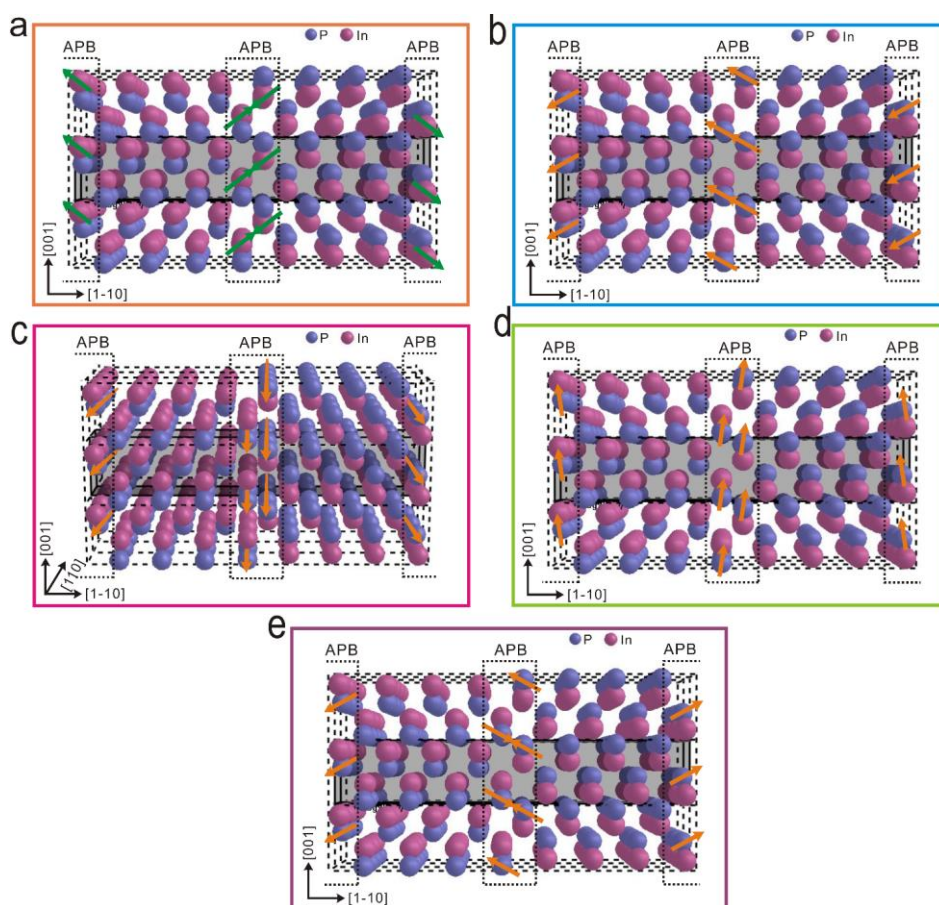 a
APB
APB
APB
P
In
[001]
[1-10]
b
APB
APB
APB
P
In
[001]
[1-10]
c
APB
APB
APB
P
In
[001]
[110]
[1-10]
d
APB
APB
APB
P
In
[001]
[1-10]
e
APB
APB
APB
P
In
[001]
[1-10]